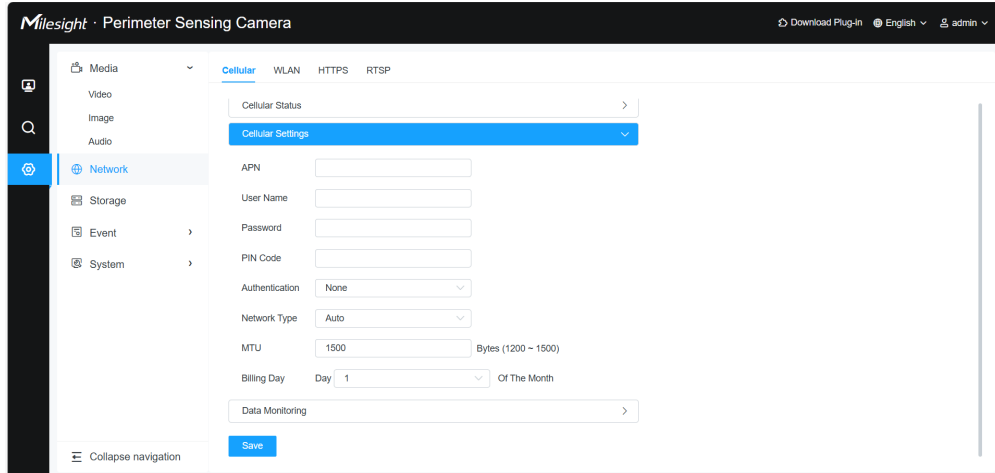 Milesight · Perimeter Sensing Camera
Download Plug-in English admin
Media
Video
Image
Audio
Network
Storage
Event
System
Collapse navigation
Cellular WLAN HTTPS RTSP
Cellular Status
Cellular Settings
APN
User Name
Password
PIN Code
Authentication None
Network Type Auto
MTU 1500 Bytes (1200 ~ 1500)
Billing Day Day 1 Of The Month
Data Monitoring
Save